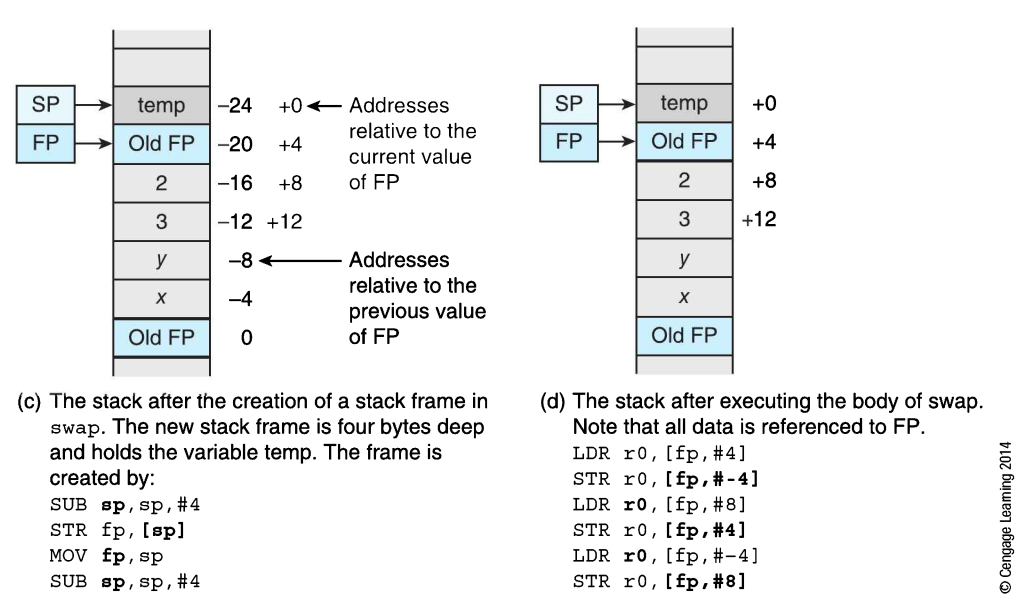 SP temp −24 +0 Addresses
relative to the
FP Old FP −20 +4 current value
2 −16 +8 of FP
3 −12 +12
y −8 Addresses
relative to the
x −4 previous value
Old FP 0 of FP
(c) The stack after the creation of a stack frame in
swap. The new stack frame is four bytes deep
and holds the variable temp. The frame is
created by:
SUB sp,sp,#4
STR fp,[sp]
MOV fp,sp
SUB sp,sp,#4
SP temp +0
FP Old FP +4
2 +8
3 +12
y
x
Old FP
(d) The stack after executing the body of swap.
Note that all data is referenced to FP.
LDR r0,[fp,#4]
STR r0,[fp,#-4]
LDR r0,[fp,#8]
STR r0,[fp,#4]
LDR r0,[fp,#−4]
STR r0,[fp,#8]
© Cengage Learning 2014